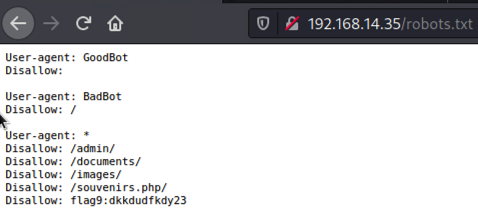 192.168.14.35/robots.txt
User-agent: GoodBot
Disallow:
User-agent: BadBot
Disallow: /
User-agent: *
Disallow: /admin/
Disallow: /documents/
Disallow: /images/
Disallow: /souvenirs.php/
Disallow: flag9:dkkdudfkdy23